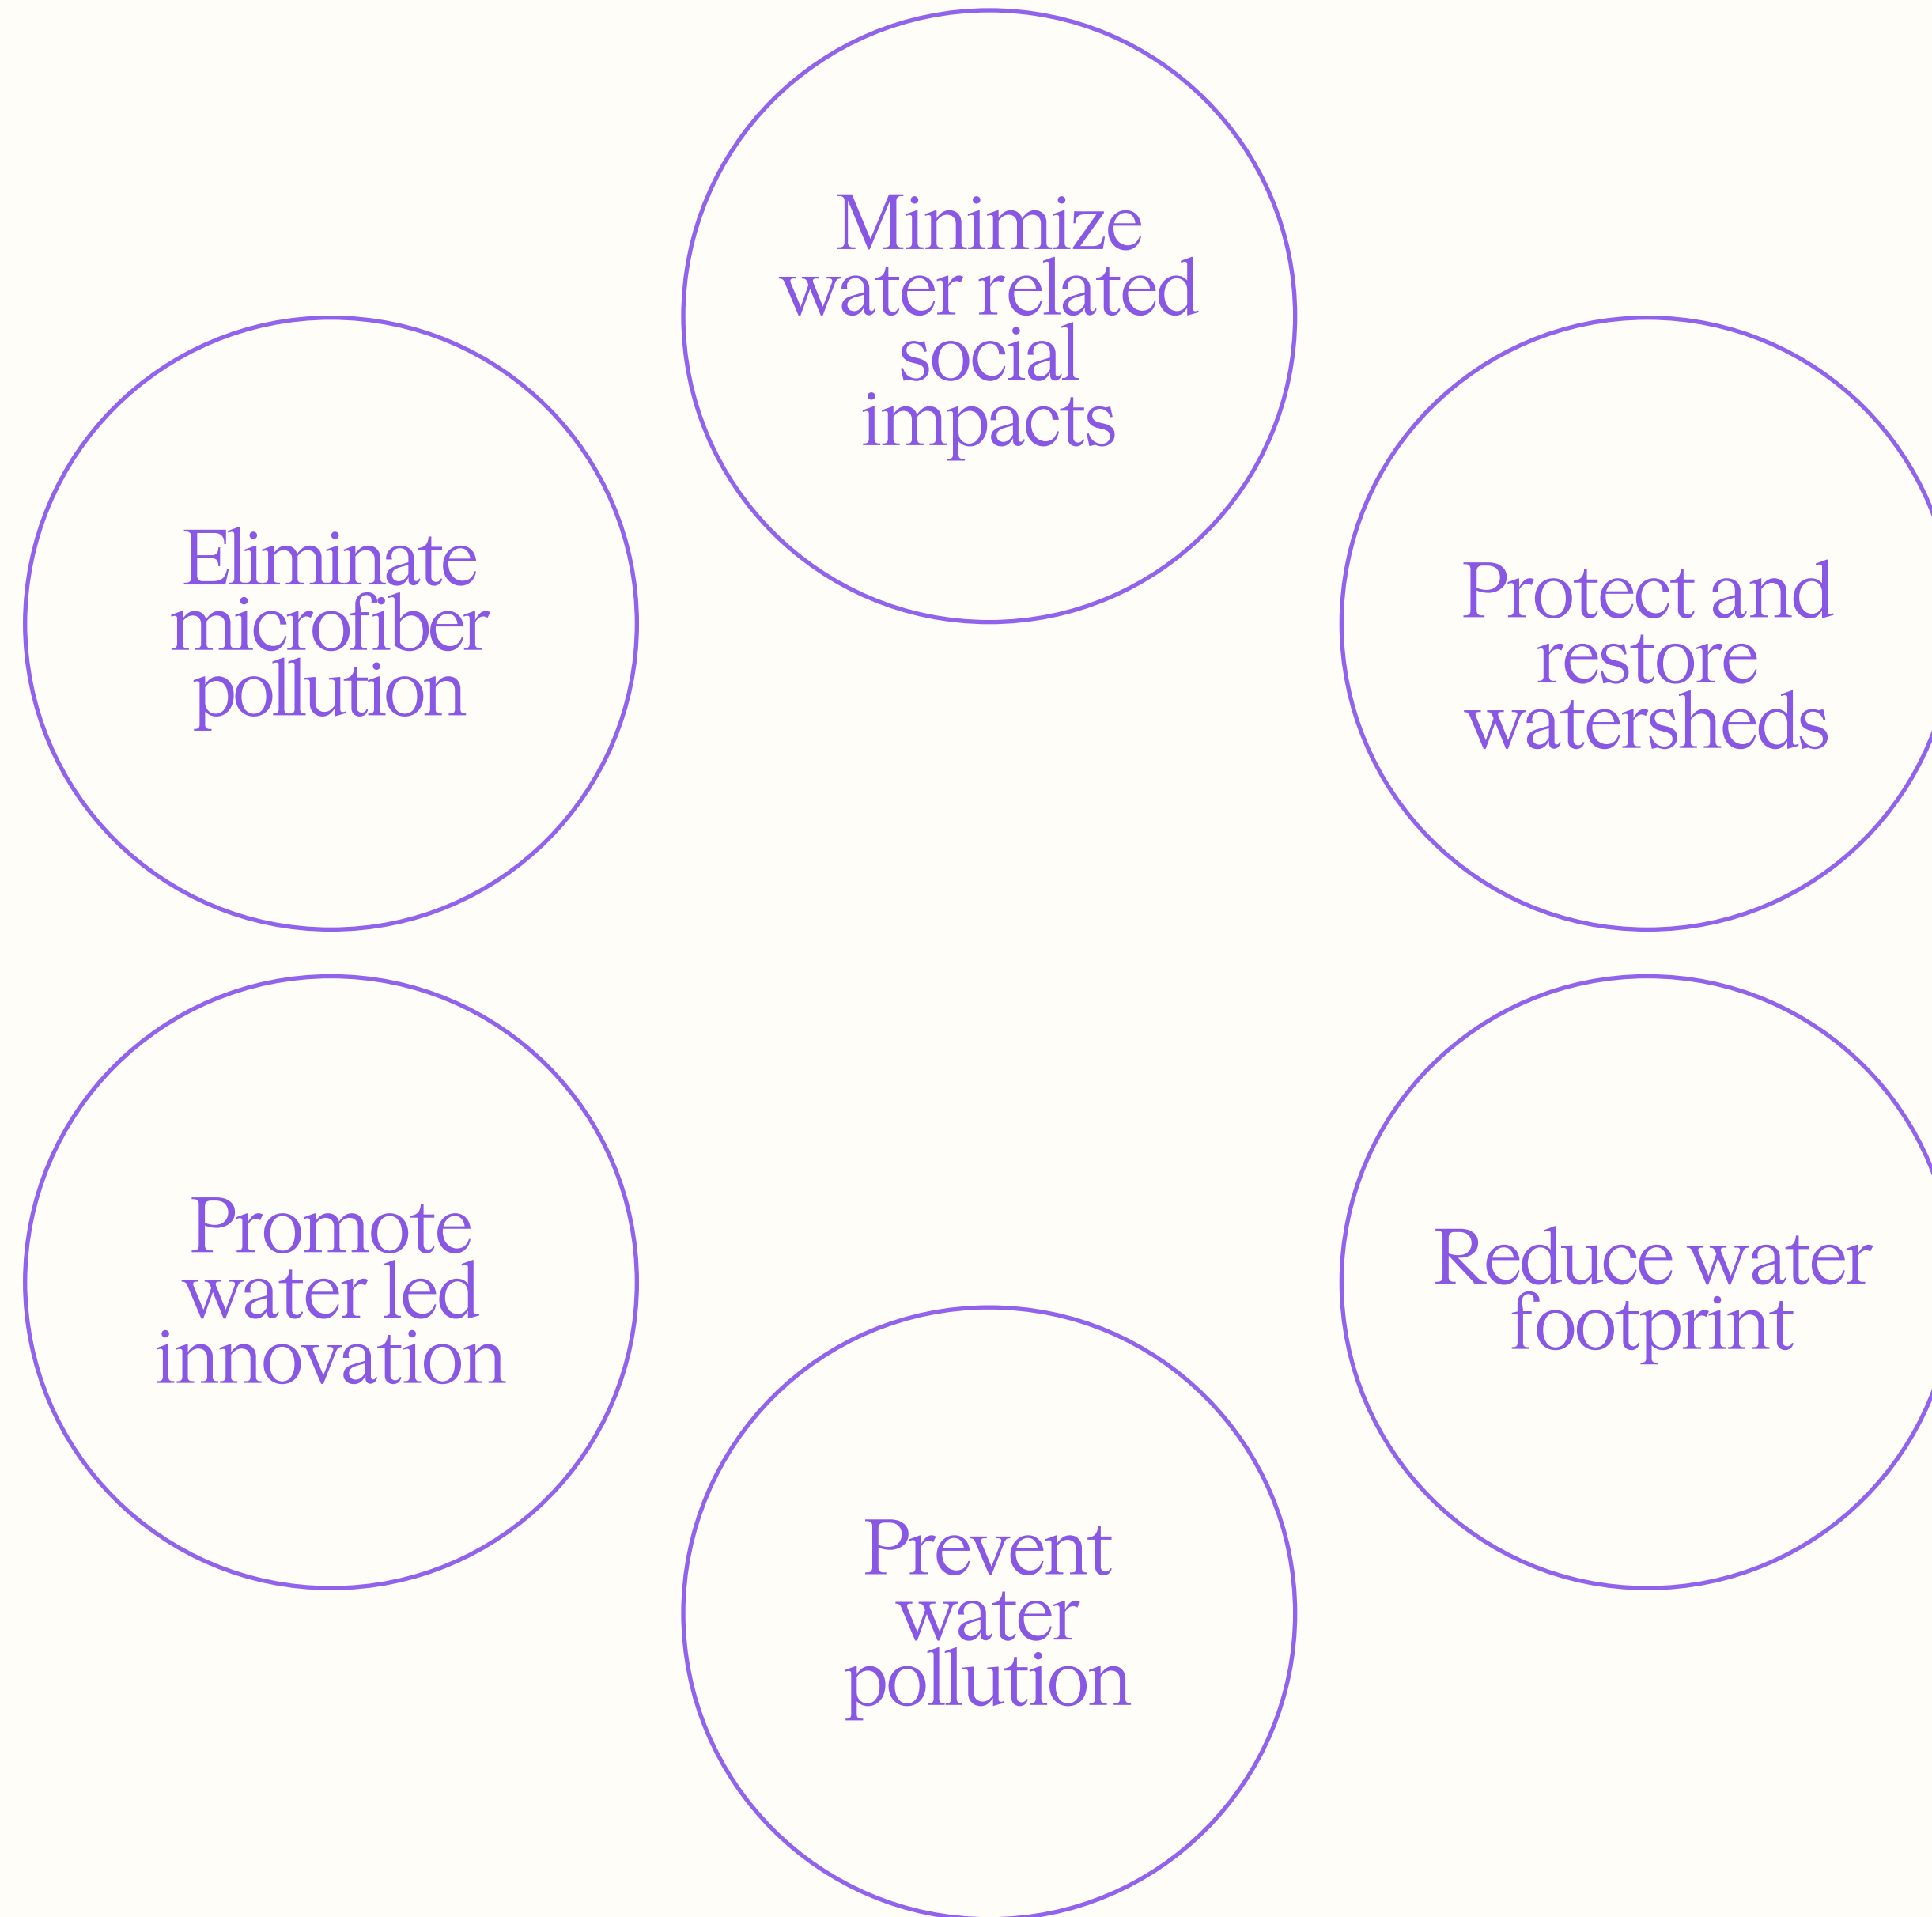 Minimize
water related
social
impacts
Eliminate
microfiber
pollution
Protect and
restore
watersheds
Promote
water led
innovation
Reduce water
footprint
Prevent
water
pollution